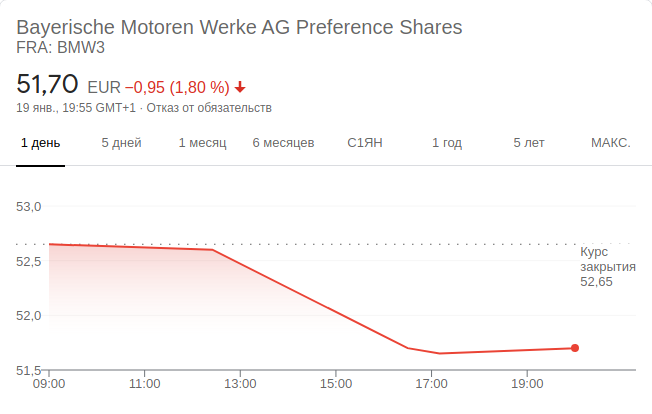 Bayerische Motoren Werke AG Preference Shares
FRA: BMW3
51,70 EUR −0,95 (1,80 %)
19 янв., 19:55 GMT+1 · Отказ от обязательств
1 день 5 дней 1 месяц 6 месяцев С1ЯН 1 год 5 лет МАКС.
53,0
52,5
52,0
51,5
Курс
закрытия
52,65
09:00 11:00 13:00 15:00 17:00 19:00